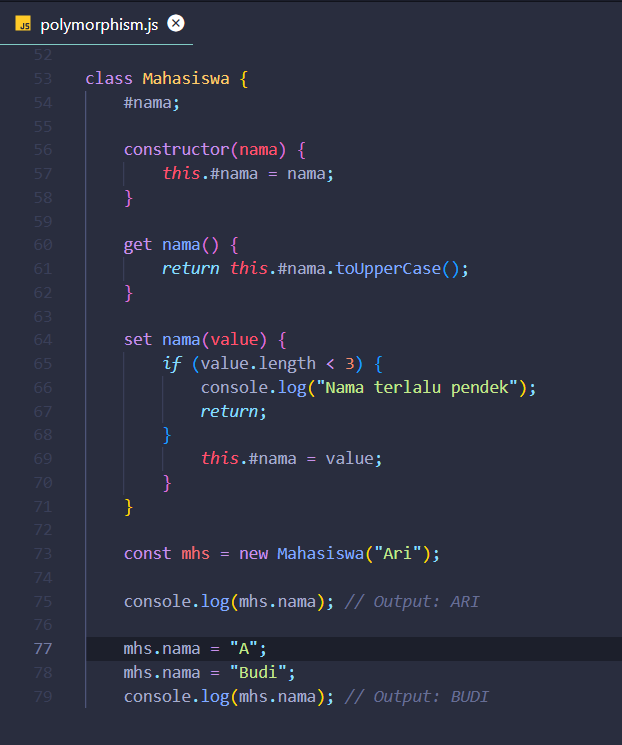 JS polymorphism.js
52
53 class Mahasiswa {
54 #nama;
55
56 constructor(nama) {
57 this.#nama = nama;
58 }
59
60 get nama() {
61 return this.#nama.toUpperCase();
62 }
63
64 set nama(value) {
65 if (value.length < 3) {
66 console.log("Nama terlalu pendek");
67 return;
68 }
69 this.#nama = value;
70 }
71 }
72
73 const mhs = new Mahasiswa("Ari");
74
75 console.log(mhs.nama); // Output: ARI
76
77 mhs.nama = "A";
78 mhs.nama = "Budi";
79 console.log(mhs.nama); // Output: BUDI